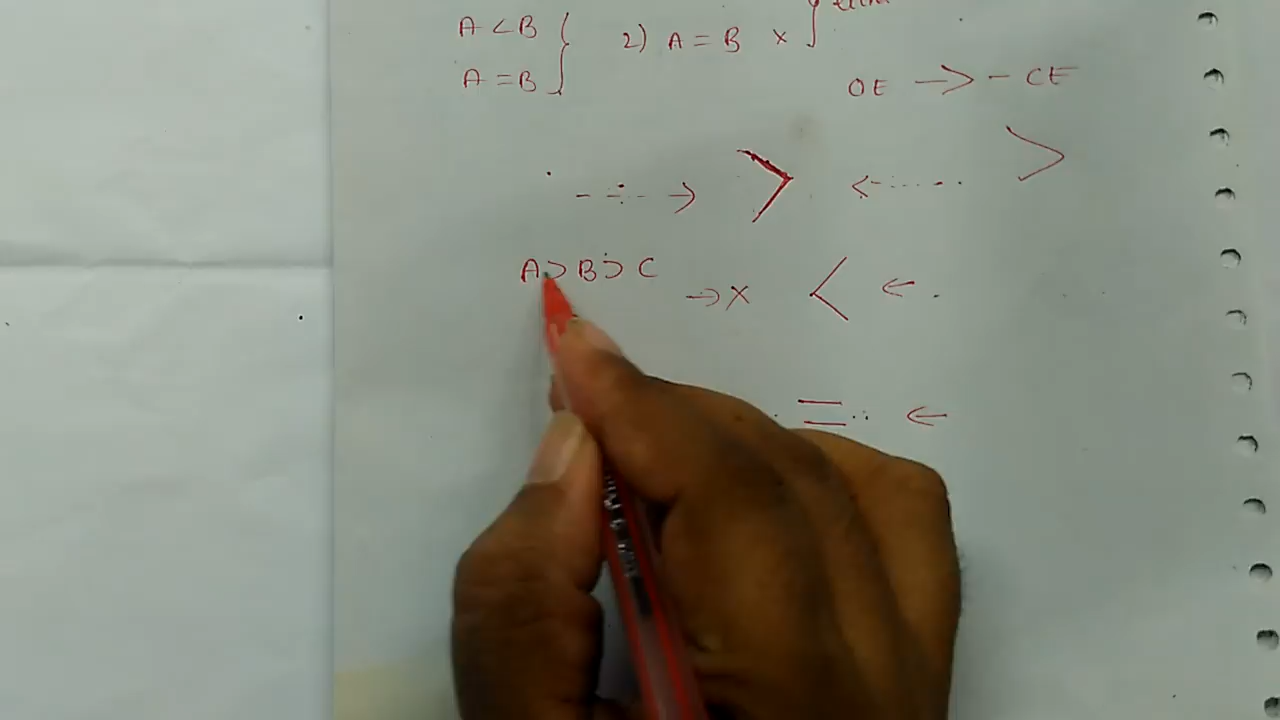 A < B } 2) A = B ×
A = B
OE → - CE
- - - → > ← - - - >
A > B > C
→ × < ←
= ←